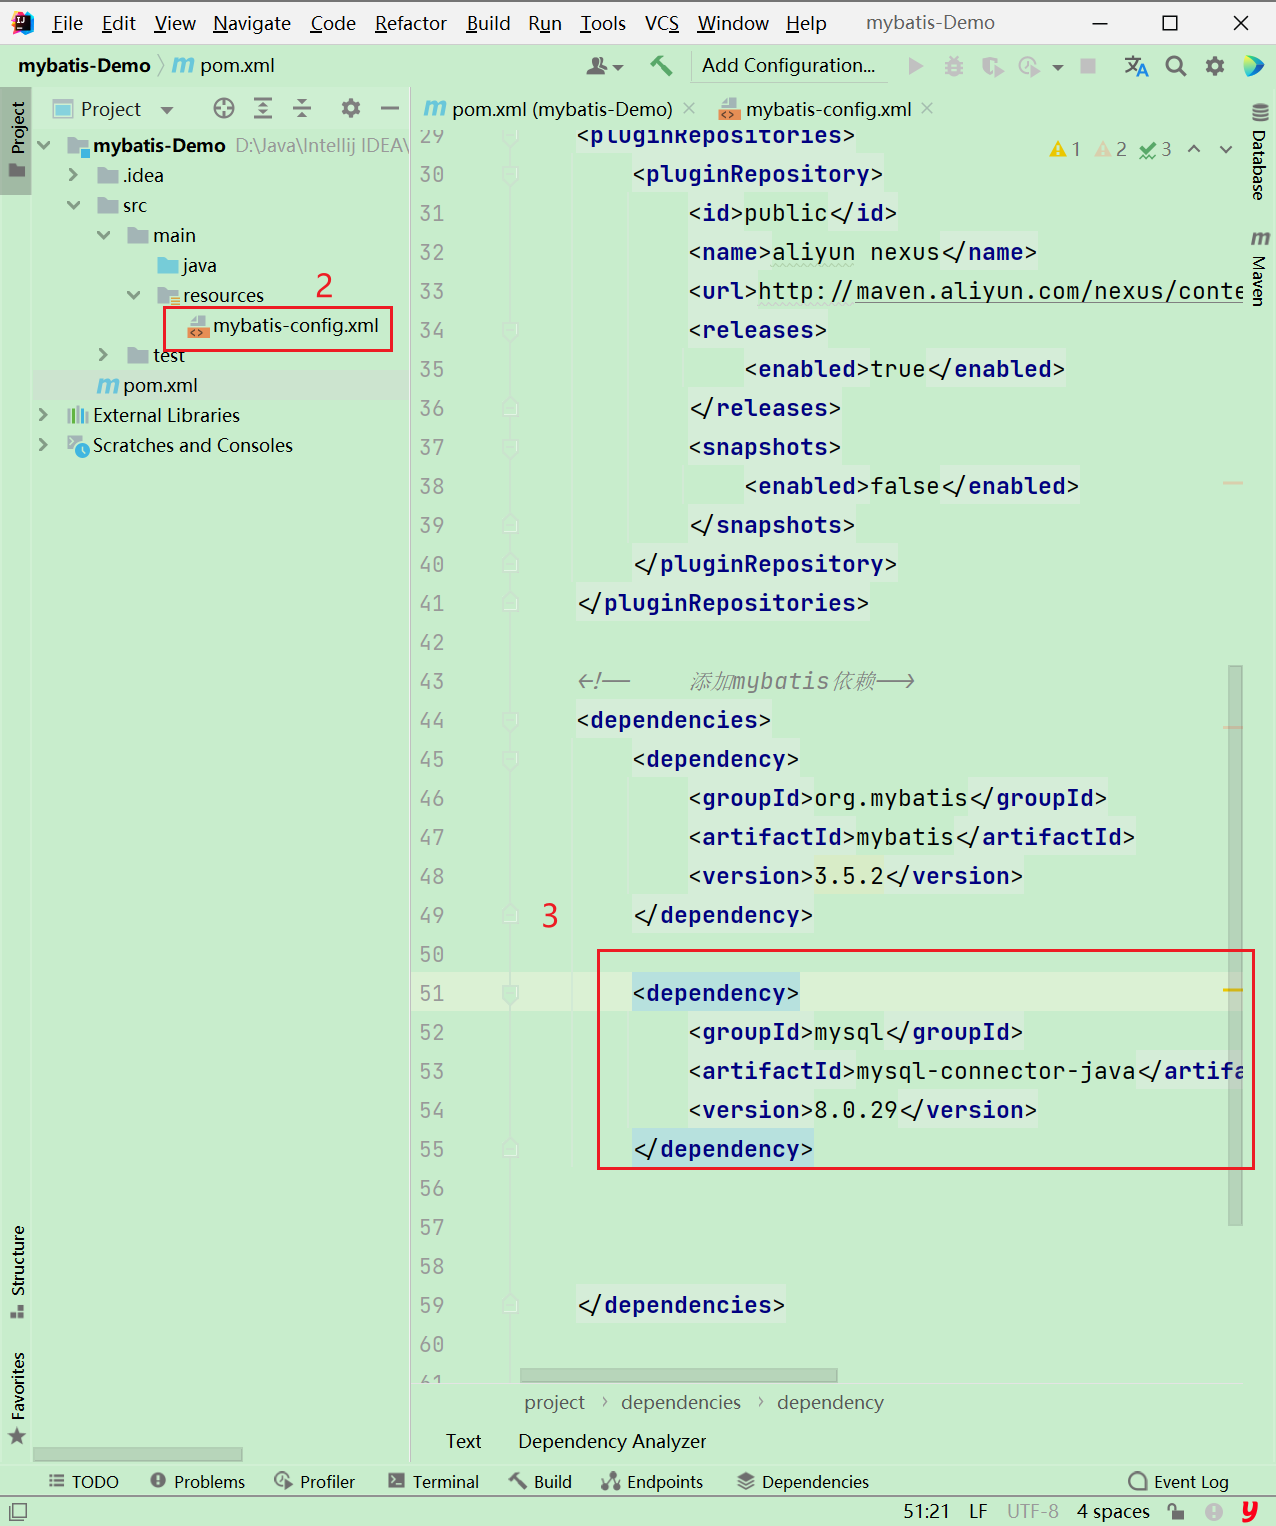 File Edit View Navigate Code Refactor Build Run Tools VCS Window Help mybatis-Demo
mybatis-Demo pom.xml Add Configuration...
Project
Project
pom.xml (mybatis-Demo)
mybatis-config.xml
mybatis-Demo D:\Java\Intellij IDEA\
.idea
src
main
java
resources
2
mybatis-config.xml
test
pom.xml
External Libraries
Scratches and Consoles
1 2 3
Database
Maven
29 <pluginRepositories>
30 <pluginRepository>
31 <id>public</id>
32 <name>aliyun nexus</name>
33 <url>http://maven.aliyun.com/nexus/conte
34 <releases>
35 <enabled>true</enabled>
36 </releases>
37 <snapshots>
38 <enabled>false</enabled>
39 </snapshots>
40 </pluginRepository>
41 </pluginRepositories>
42
43 <!-- 添加mybatis依赖-->
44 <dependencies>
45 <dependency>
46 <groupId>org.mybatis</groupId>
47 <artifactId>mybatis</artifactId>
48 <version>3.5.2</version>
49 3 </dependency>
50
51 <dependency>
52 <groupId>mysql</groupId>
53 <artifactId>mysql-connector-java</artifa
54 <version>8.0.29</version>
55 </dependency>
56
57
58
59 </dependencies>
60
61
Structure
Favorites
project › dependencies › dependency
Text Dependency Analyzer
TODO Problems Profiler Terminal Build Endpoints Dependencies Event Log
51:21 LF UTF-8 4 spaces